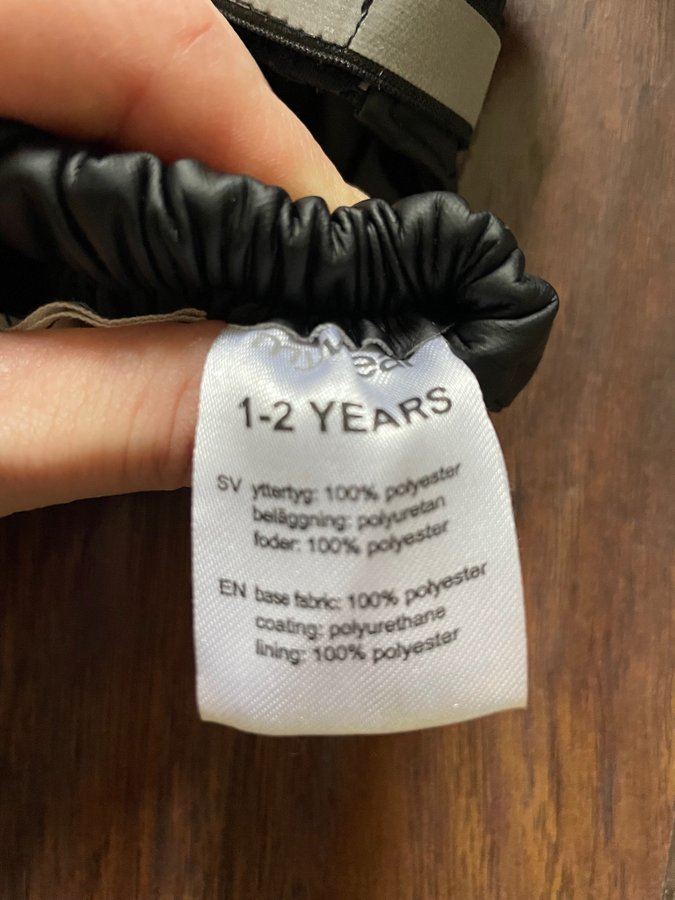 1-2 YEARS
SV yttertyg: 100% polyester
beläggning: polyuretan
foder: 100% polyester
EN base fabric: 100% polyester
coating: polyurethane
lining: 100% polyester